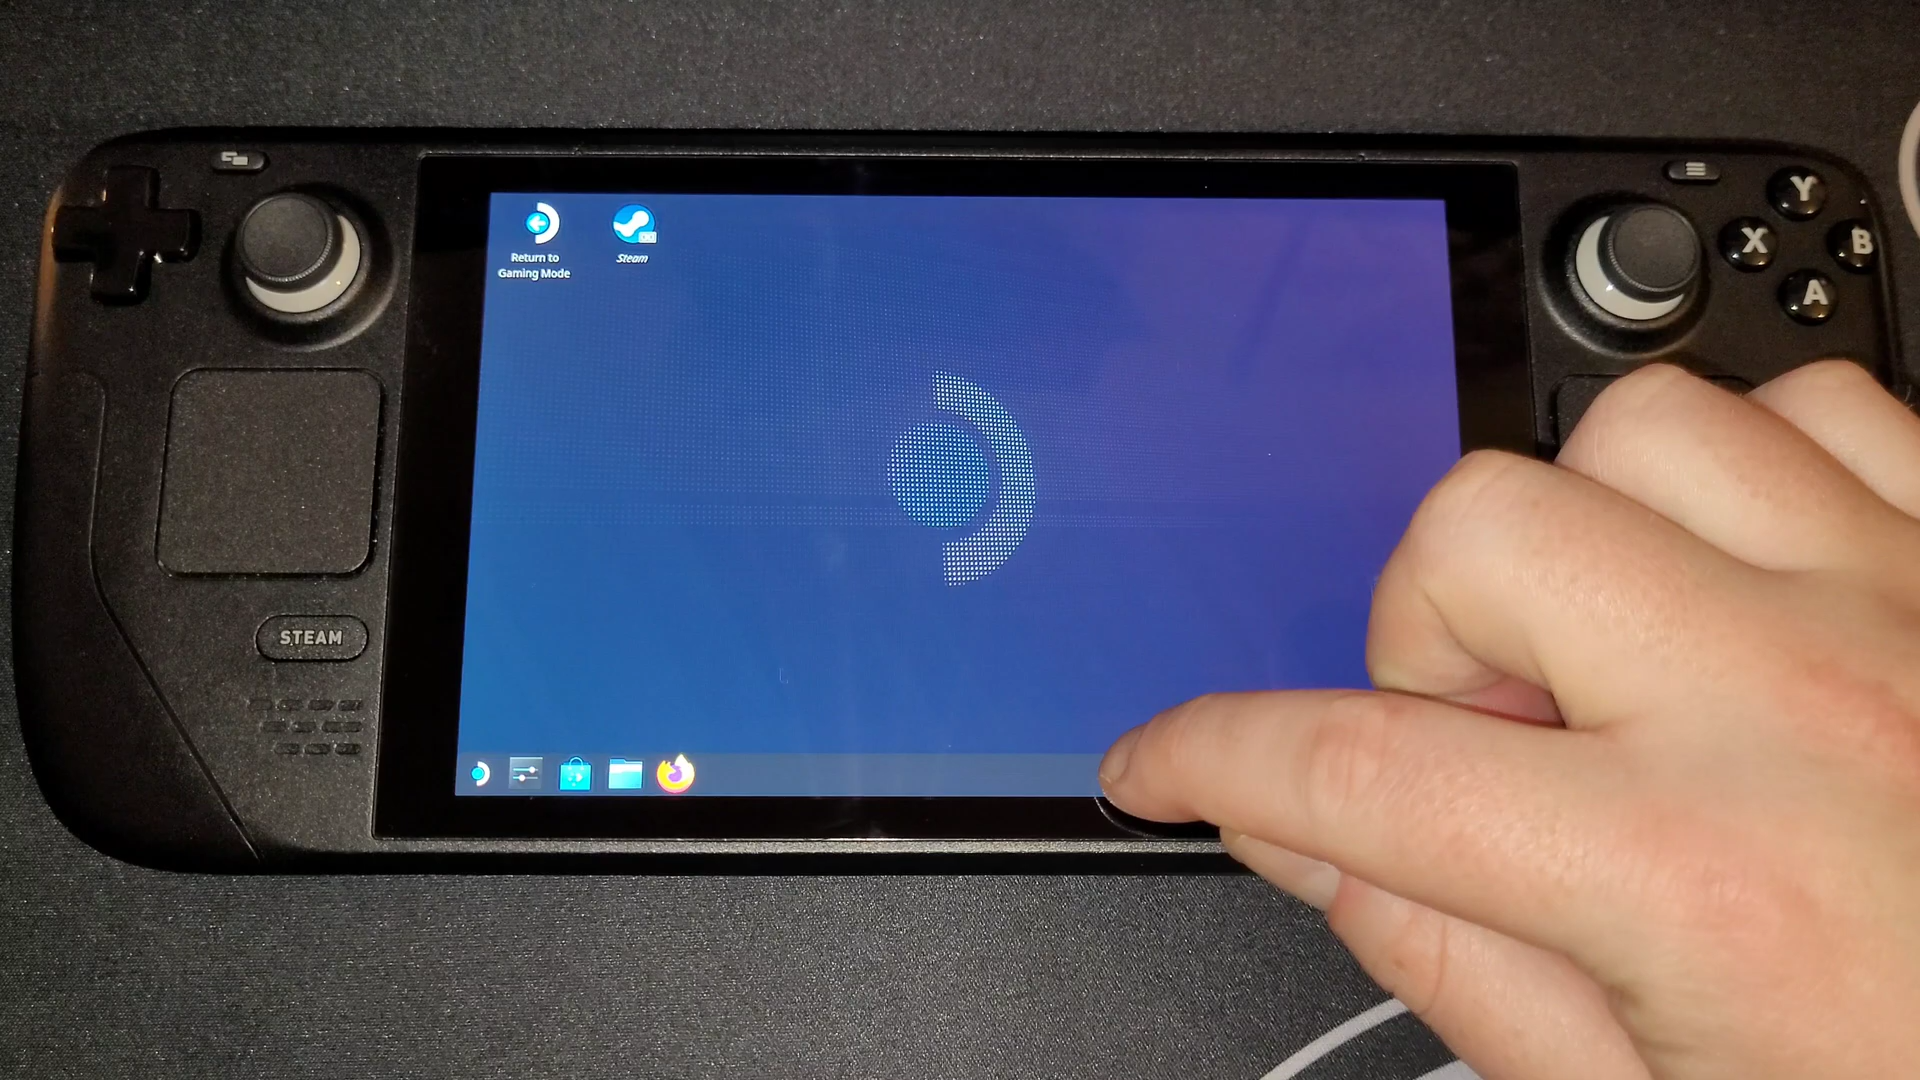 Return to
Gaming Mode
Steam
Y
X
B
A
STEAM